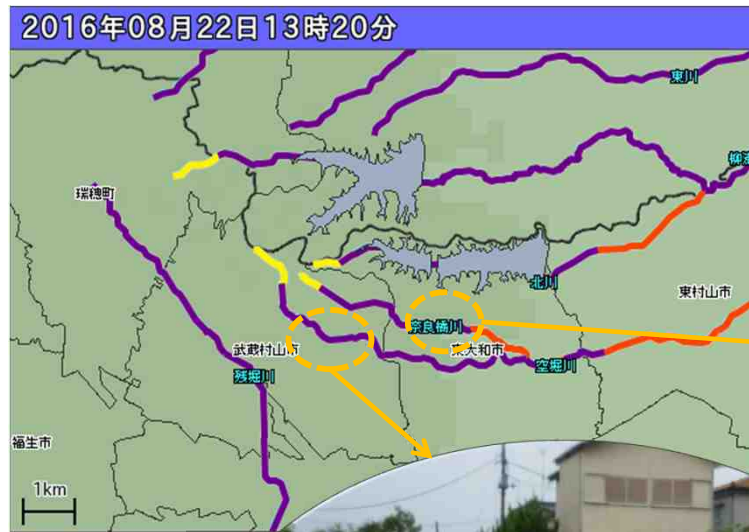 2016年08月22日13時20分
東川
柳瀬
瑞穂町
北川
東村山市
奈良橋川
武蔵村山市
東大和市
空堀川
残堀川
福生市
1km